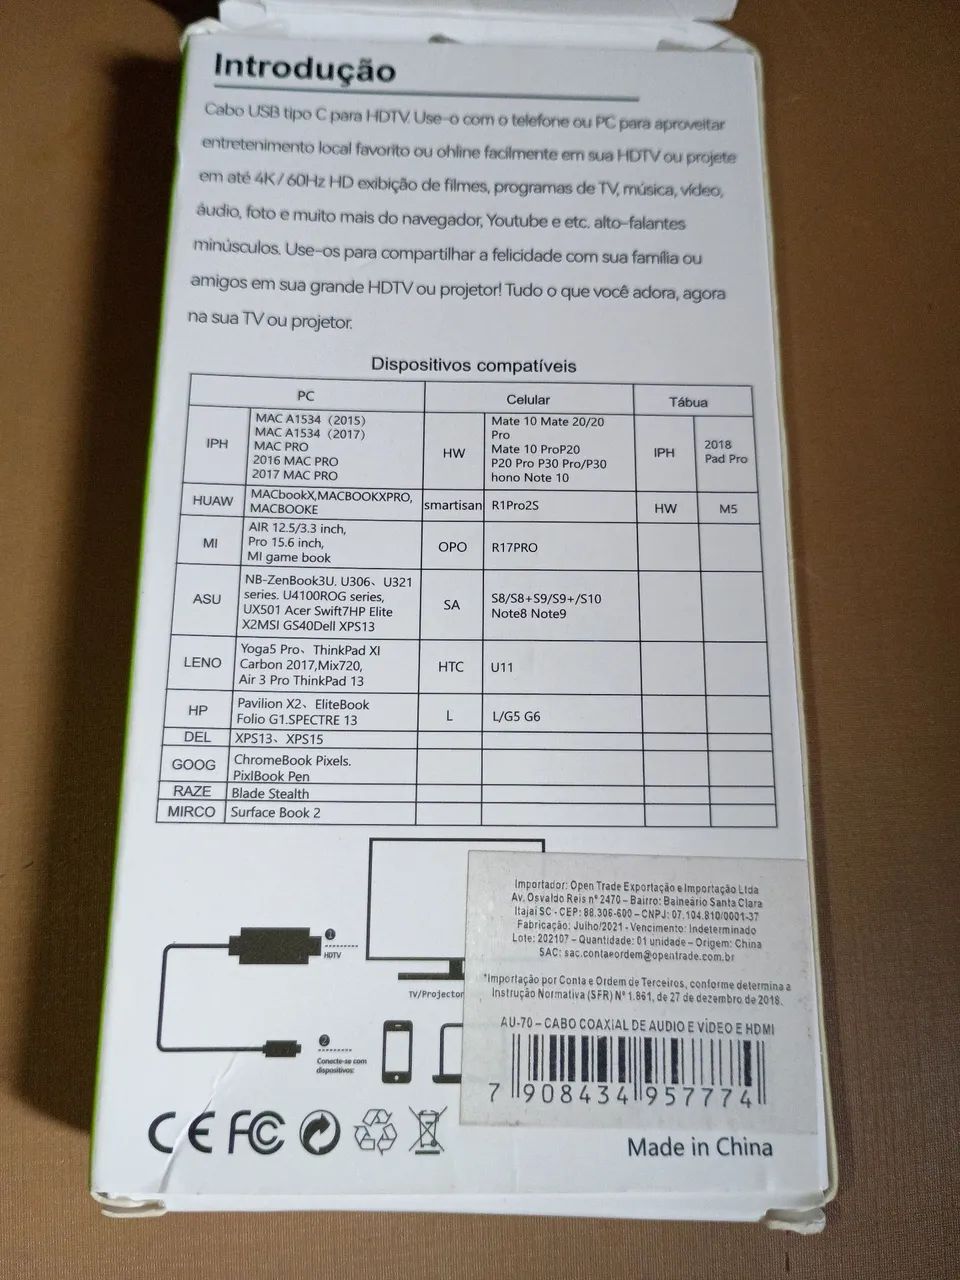 Introdução
Cabo USB tipo C para HDTV. Use-o com o telefone ou PC para aproveitar
entretenimento local favorito ou ohline facilmente em sua HDTV ou projete
em até 4K/60Hz HD exibição de filmes, programas de TV, música, vídeo,
áudio, foto e muito mais do navegador, Youtube e etc. alto-falantes
minúsculos. Use-os para compartilhar a felicidade com sua família ou
amigos em sua grande HDTV ou projetor! Tudo o que você adora, agora
na sua TV ou projetor.
Dispositivos compatíveis
PC
Celular
Tábua
IPH
MAC A1534 (2015)
MAC A1534 (2017)
MAC PRO
2016 MAC PRO
2017 MAC PRO
HW
Mate 10 Mate 20/20
Pro
Mate 10 ProP20
P20 Pro P30 Pro/P30
hono Note 10
IPH
2018
Pad Pro
HUAW
MACbookX,MACBOOKXPRO,
MACBOOKE
smartisan
R1Pro2S
HW
M5
MI
AIR 12.5/3.3 inch,
Pro 15.6 inch,
MI game book
OPO
R17PRO
ASU
NB-ZenBook3U. U306、U321
series. U4100ROG series,
UX501 Acer Swift7HP Elite
X2MSI GS40Dell XPS13
SA
S8/S8+S9/S9+/S10
Note8 Note9
LENO
Yoga5 Pro、ThinkPad XI
Carbon 2017,Mix720,
Air 3 Pro ThinkPad 13
HTC
U11
HP
Pavilion X2、EliteBook
Folio G1.SPECTRE 13
L
L/G5 G6
DEL
XPS13、XPS15
GOOG
ChromeBook Pixels.
PixlBook Pen
RAZE
Blade Stealth
MIRCO
Surface Book 2
1
HDTV
TV/Projector
2
Conecte-se com
dispositivos:
Importador: Open Trade Exportação e Importação Ltda
Av. Osvaldo Reis n° 2470 – Bairro: Balneário Santa Clara
Itajaí SC - CEP: 88.306-600 – CNPJ: 07.104.810/0001-37
Fabricação: Julho/2021 - Vencimento: Indeterminado
Lote: 202107 – Quantidade: 01 unidade – Origem: China
SAC: sac.contaeordem@opentrade.com.br
*Importação por Conta e Ordem de Terceiros, conforme determina a
Instrução Normativa (SFR) N° 1.861, de 27 de dezembro de 2018.
AU-70 – CABO COAXIAL DE AUDIO E VÍDEO E HDMI
7 908434 957774
CE FC
Made in China